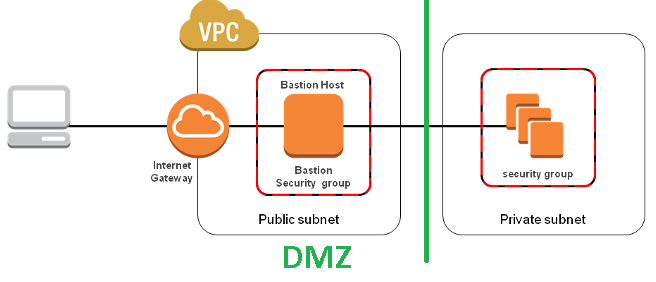 VPC
Bastion Host
Internet
Gateway
Bastion
Security group
Public subnet
DMZ
security group
Private subnet